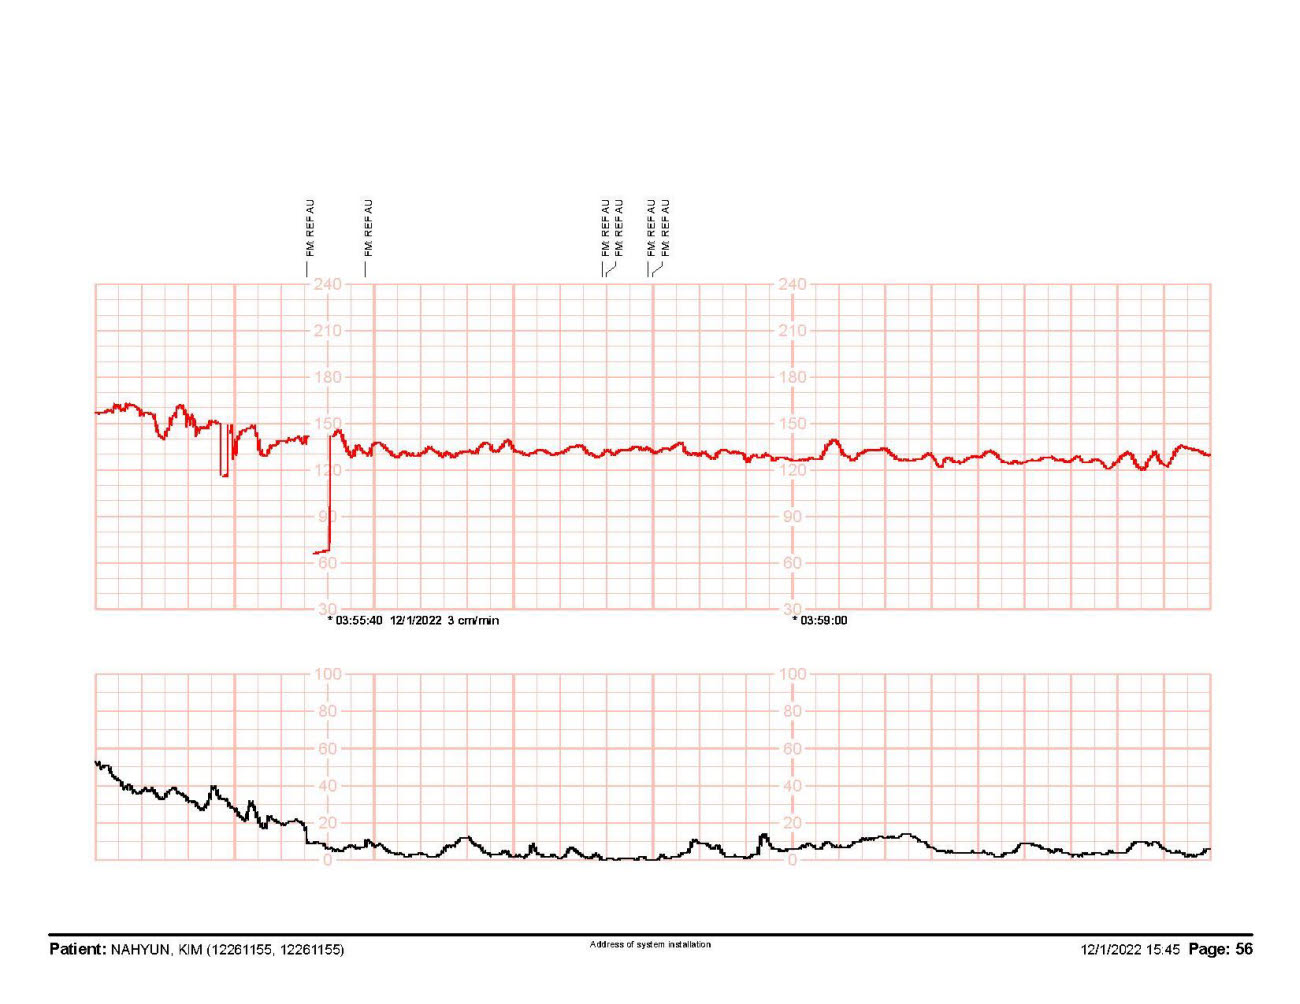 FM: REF AU
FM: REF AU
FM: REF AU
FM: REF AU
FM: REF AU
FM: REF AU
240 240
210 210
180 180
150 150
120 120
90 90
60 60
30 30
* 03:55:40 12/1/2022 3 cm/min * 03:59:00
100 100
80 80
60 60
40 40
20 20
0 0
Patient: NAHYUN, KIM (12261155, 12261155) Address of system installation 12/1/2022 15:45 Page: 56